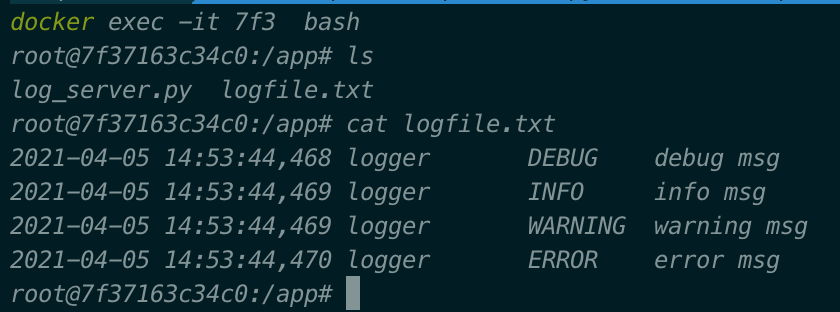 docker exec -it 7f3  bash
root@7f37163c34c0:/app# ls
log_server.py  logfile.txt
root@7f37163c34c0:/app# cat logfile.txt
2021-04-05 14:53:44,468 logger       DEBUG    debug msg
2021-04-05 14:53:44,469 logger       INFO     info msg
2021-04-05 14:53:44,469 logger       WARNING  warning msg
2021-04-05 14:53:44,470 logger       ERROR    error msg
root@7f37163c34c0:/app#